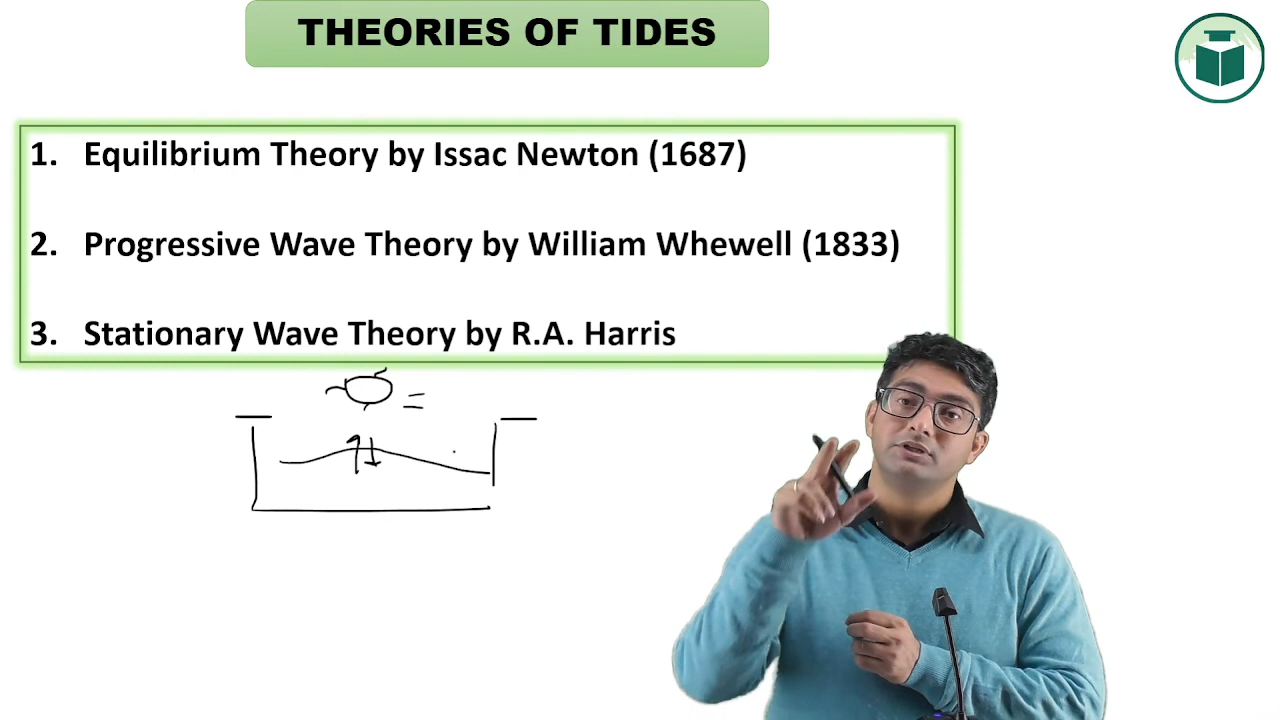 THEORIES OF TIDES
1. Equilibrium Theory by Issac Newton (1687)
2. Progressive Wave Theory by William Whewell (1833)
3. Stationary Wave Theory by R.A. Harris